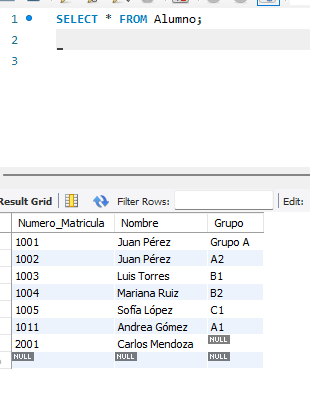 1 SELECT * FROM Alumno;
2
3
Result Grid Filter Rows: Edit:
Numero_Matricula Nombre Grupo
1001 Juan Pérez Grupo A
1002 Juan Pérez A2
1003 Luis Torres B1
1004 Mariana Ruiz B2
1005 Sofía López C1
1011 Andrea Gómez A1
2001 Carlos Mendoza NULL
NULL NULL NULL